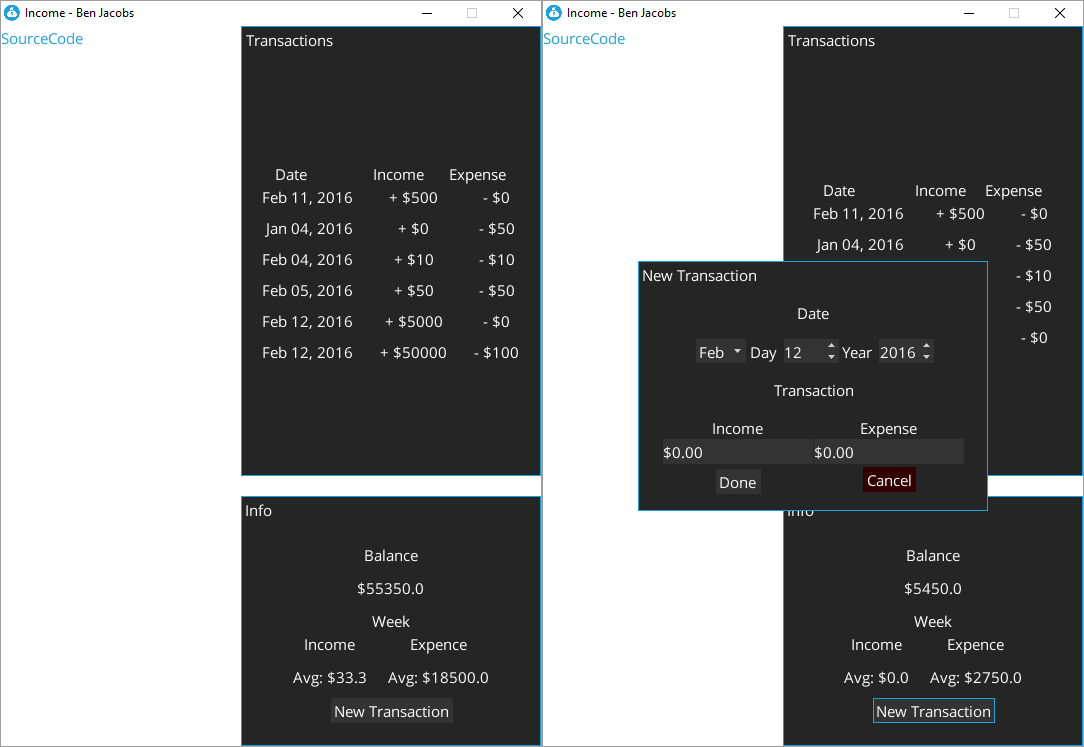 Income - Ben Jacobs
SourceCode
Transactions
Date Income Expense
Feb 11, 2016 + $500 - $0
Jan 04, 2016 + $0 - $50
Feb 04, 2016 + $10 - $10
Feb 05, 2016 + $50 - $50
Feb 12, 2016 + $5000 - $0
Feb 12, 2016 + $50000 - $100
Info
Balance
$55350.0
Week
Income Expence
Avg: $33.3 Avg: $18500.0
New Transaction
Income - Ben Jacobs
SourceCode
Transactions
Date Income Expense
Feb 11, 2016 + $500 - $0
Jan 04, 2016 + $0 - $50
- $10
- $50
- $0
New Transaction
Date
Feb Day 12 Year 2016
Transaction
Income Expense
$0.00 $0.00
Done Cancel
Info
Balance
$5450.0
Week
Income Expence
Avg: $0.0 Avg: $2750.0
New Transaction